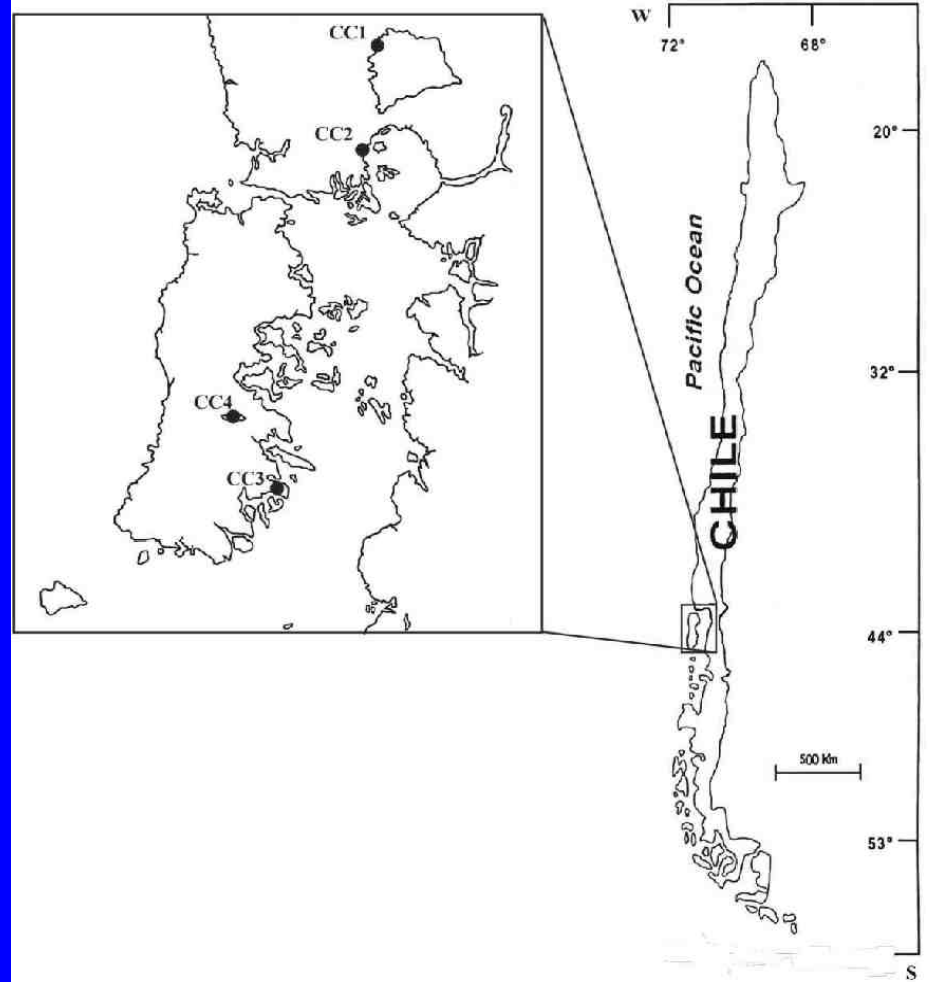 W
72°
68°
CC1
CC2
20°
Pacific Ocean
32°
CC4
CHILE
CC3
44°
500 Km
53°
S